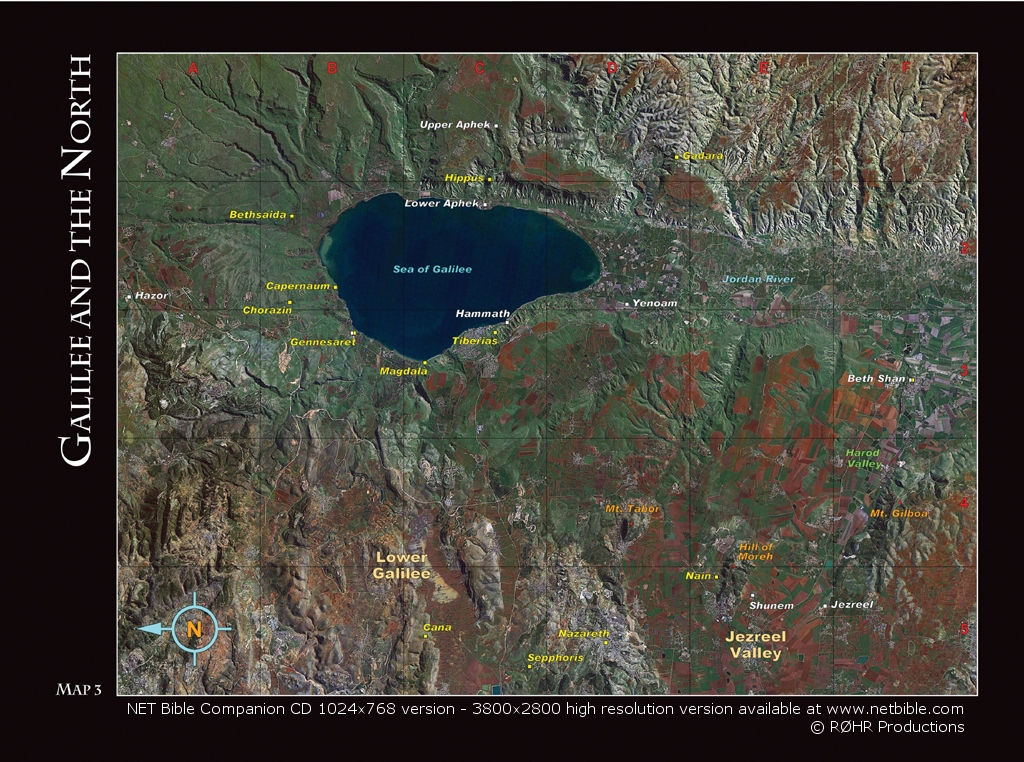 GALILEE AND THE NORTH
A
B
C
D
E
F
1
Upper Aphek
Gadara
Hippus
Lower Aphek
Bethsaida
2
Sea of Galilee
Jordan River
Capernaum
Hazor
Chorazin
Yenoam
Hammath
Gennesaret
Tiberias
Magdala
3
Beth Shan
Harod
Valley
4
Mt. Tabor
Mt. Gilboa
Hill of
Moreh
Lower
Galilee
Nain
Shunem
Jezreel
N
Cana
Nazareth
5
Jezreel
Valley
Sepphoris
MAP 3
NET Bible Companion CD 1024x768 version - 3800x2800 high resolution version available at www.netbible.com
© RØHR Productions